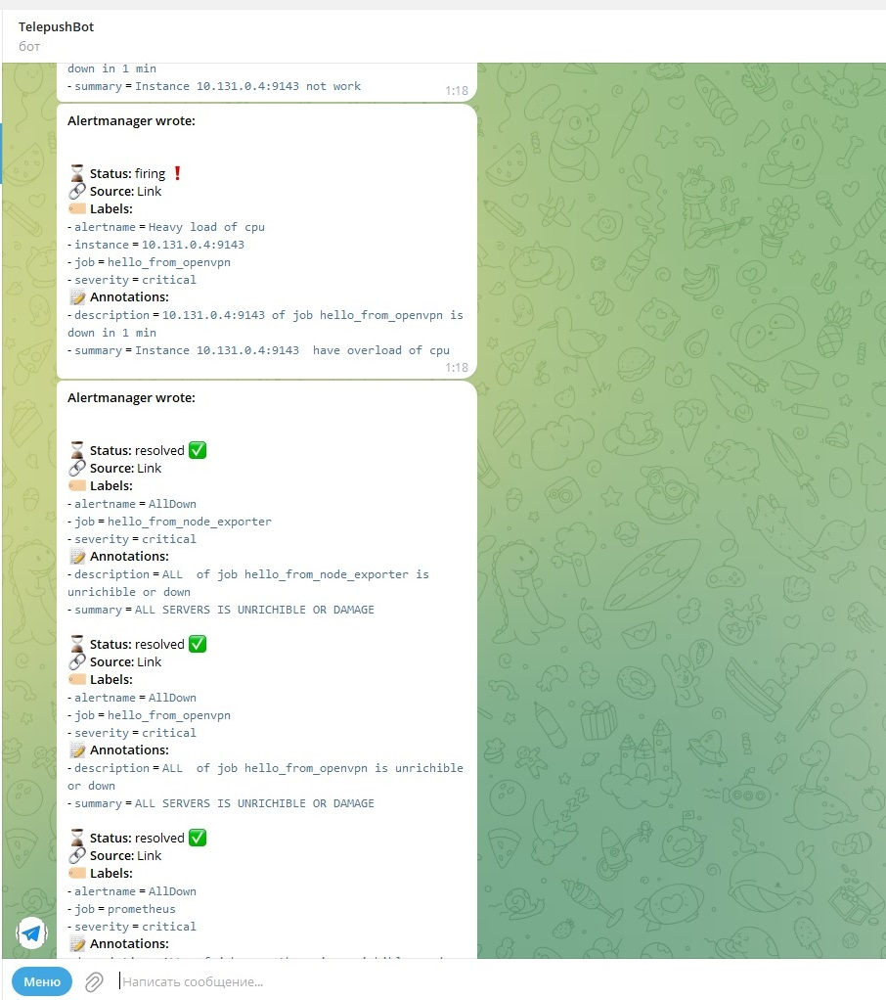 TelepushBot
бот
down in 1 min
- summary = Instance 10.131.0.4:9143 not work
1:18
Alertmanager wrote:
⏳ Status: firing ❗
🔗 Source: Link
🏷 Labels:
- alertname = Heavy load of cpu
- instance = 10.131.0.4:9143
- job = hello_from_openvpn
- severity = critical
📝 Annotations:
- description = 10.131.0.4:9143 of job hello_from_openvpn is
down in 1 min
- summary = Instance 10.131.0.4:9143  have overload of cpu
1:18
Alertmanager wrote:
⏳ Status: resolved ✅
🔗 Source: Link
🏷 Labels:
- alertname = AllDown
- job = hello_from_node_exporter
- severity = critical
📝 Annotations:
- description = ALL  of job hello_from_node_exporter is
unrichible or down
- summary = ALL SERVERS IS UNRICHIBLE OR DAMAGE
⏳ Status: resolved ✅
🔗 Source: Link
🏷 Labels:
- alertname = AllDown
- job = hello_from_openvpn
- severity = critical
📝 Annotations:
- description = ALL  of job hello_from_openvpn is unrichible
or down
- summary = ALL SERVERS IS UNRICHIBLE OR DAMAGE
⏳ Status: resolved ✅
🔗 Source: Link
🏷 Labels:
- alertname = AllDown
- job = prometheus
- severity = critical
📝 Annotations:
Меню
Написать сообщение...